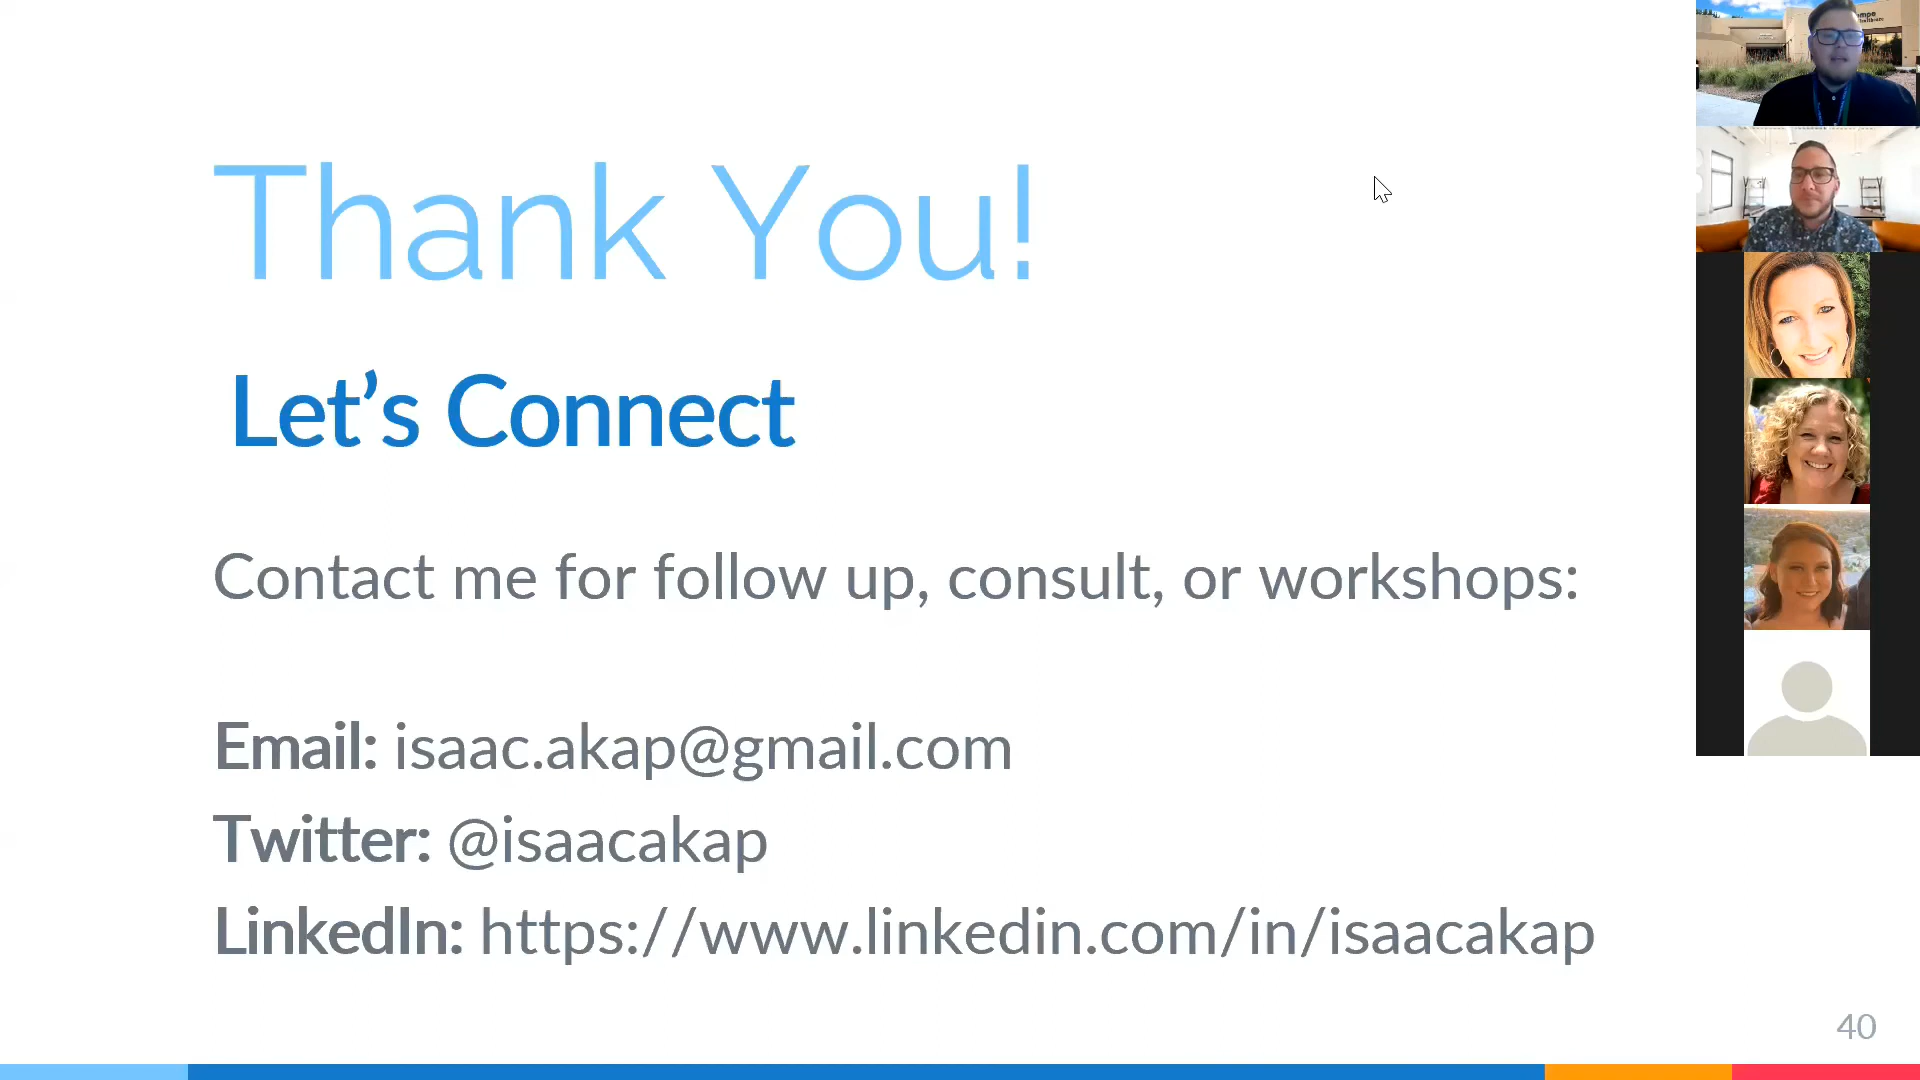 Thank You!
Let’s Connect
Contact me for follow up, consult, or workshops:
Email: isaac.akap@gmail.com
Twitter: @isaacakap
LinkedIn: https://www.linkedin.com/in/isaacakap
40